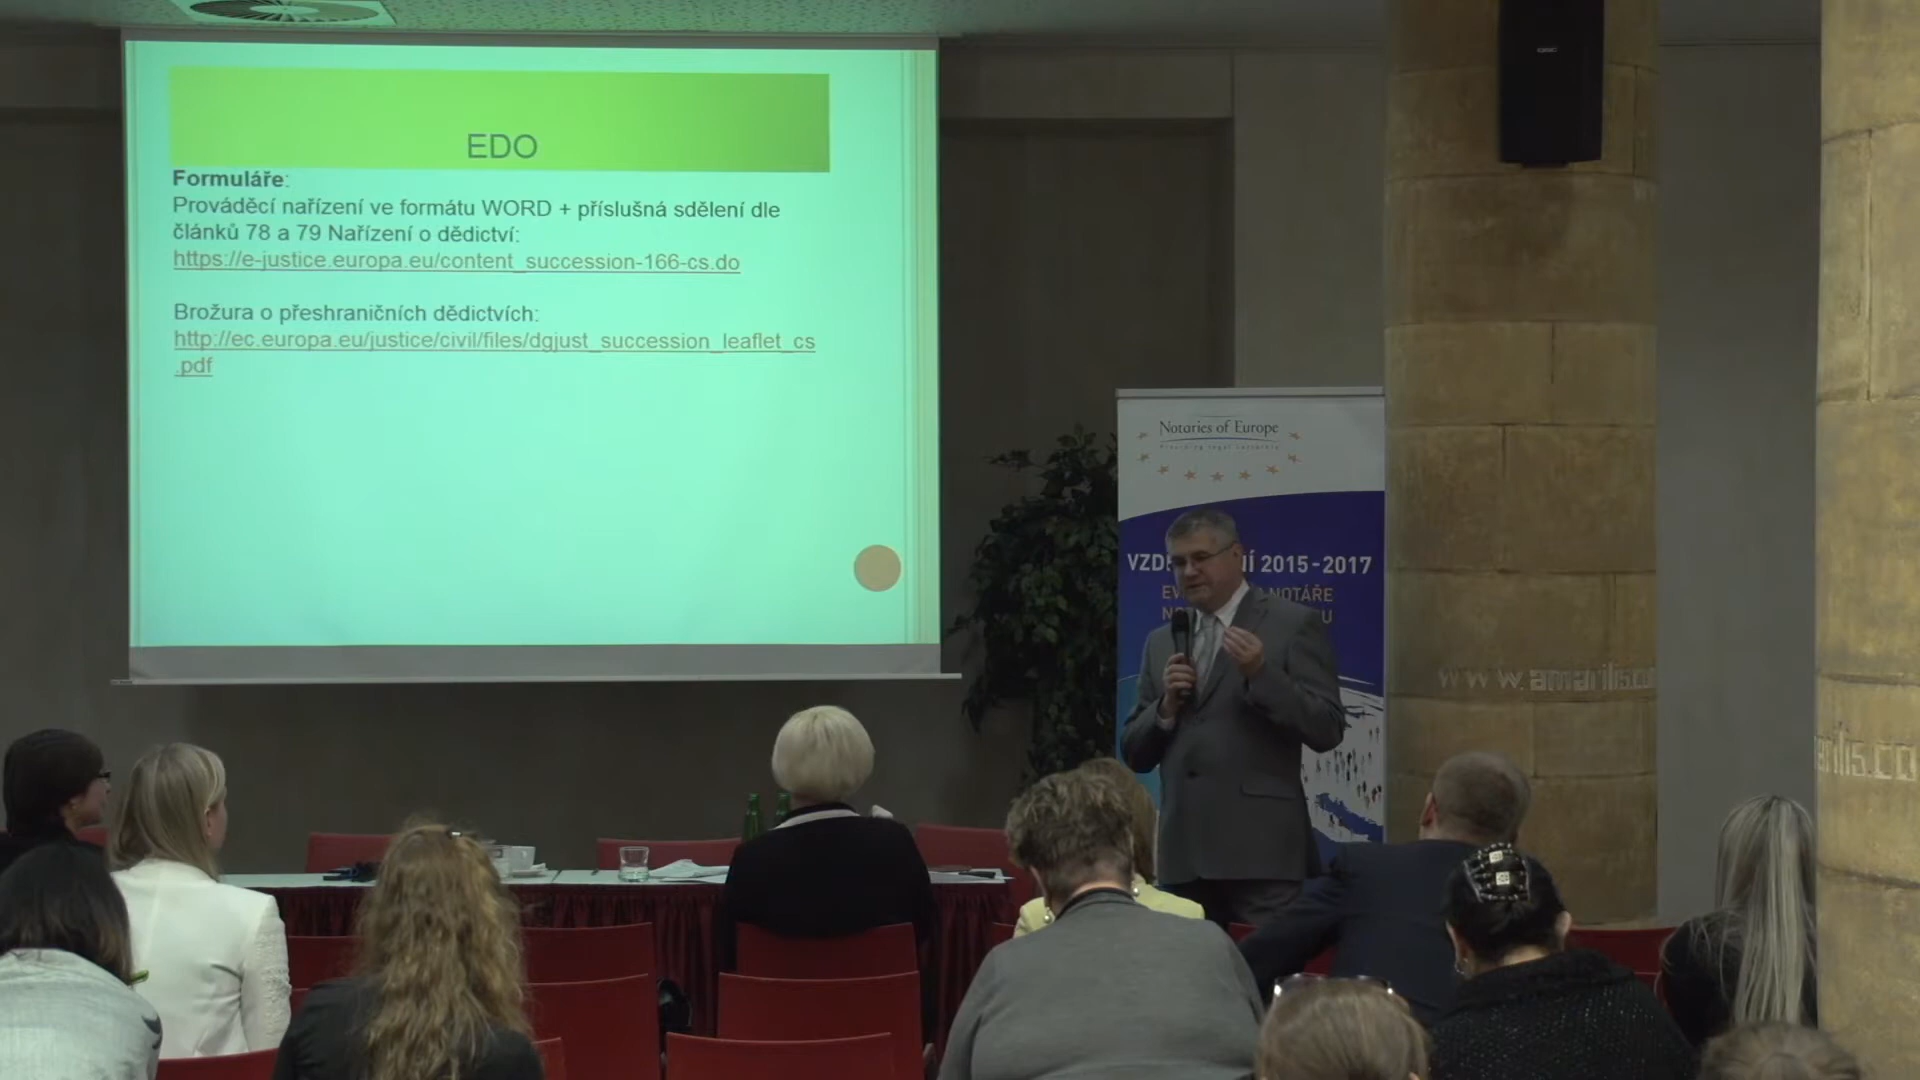 EDO
Formuláře:
Prováděcí nařízení ve formátu WORD + příslušná sdělení dle
článků 78 a 79 Nařízení o dědictví:
https://e-justice.europa.eu/content_succession-166-cs.do
Brožura o přeshraničních dědictvích:
http://ec.europa.eu/justice/civil/files/dgjust_succession_leaflet_cs
.pdf
Notaries of Europe
2015-2017
NOTÁŘE
www.amarilis.c
arilis.co